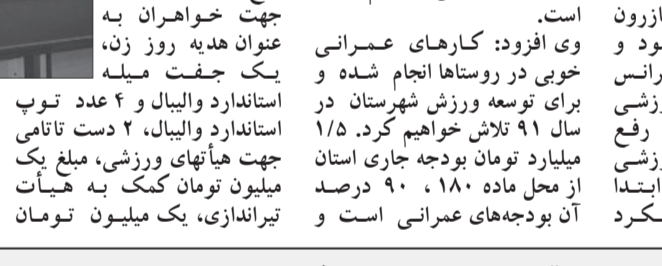 ازرون
ود و
رانس
زشی
رفع
رزشی
ابتدا
ـکرد
است.
وی افزود: کارهای عمرانی
خوبی در روستاها انجام شده و
برای توسعه ورزش شهرستان در
سال ۹۱ تلاش خواهیم کرد. ۱/۵
میلیارد تومان بودجه جاری استان
از محل ماده ۱۸۰ ، ۹۰ درصد
آن بودجه‌های عمرانی است و
جهت خواهران به
عنوان هدیه روز زن،
یک جفت میله
استاندارد والیبال و ۴ عدد توپ
استاندارد والیبال، ۲ دست تاتامی
جهت هیأتهای ورزشی، مبلغ یک
میلیون تومان کمک به هیأت
تیراندازی، یک میلیون تومان